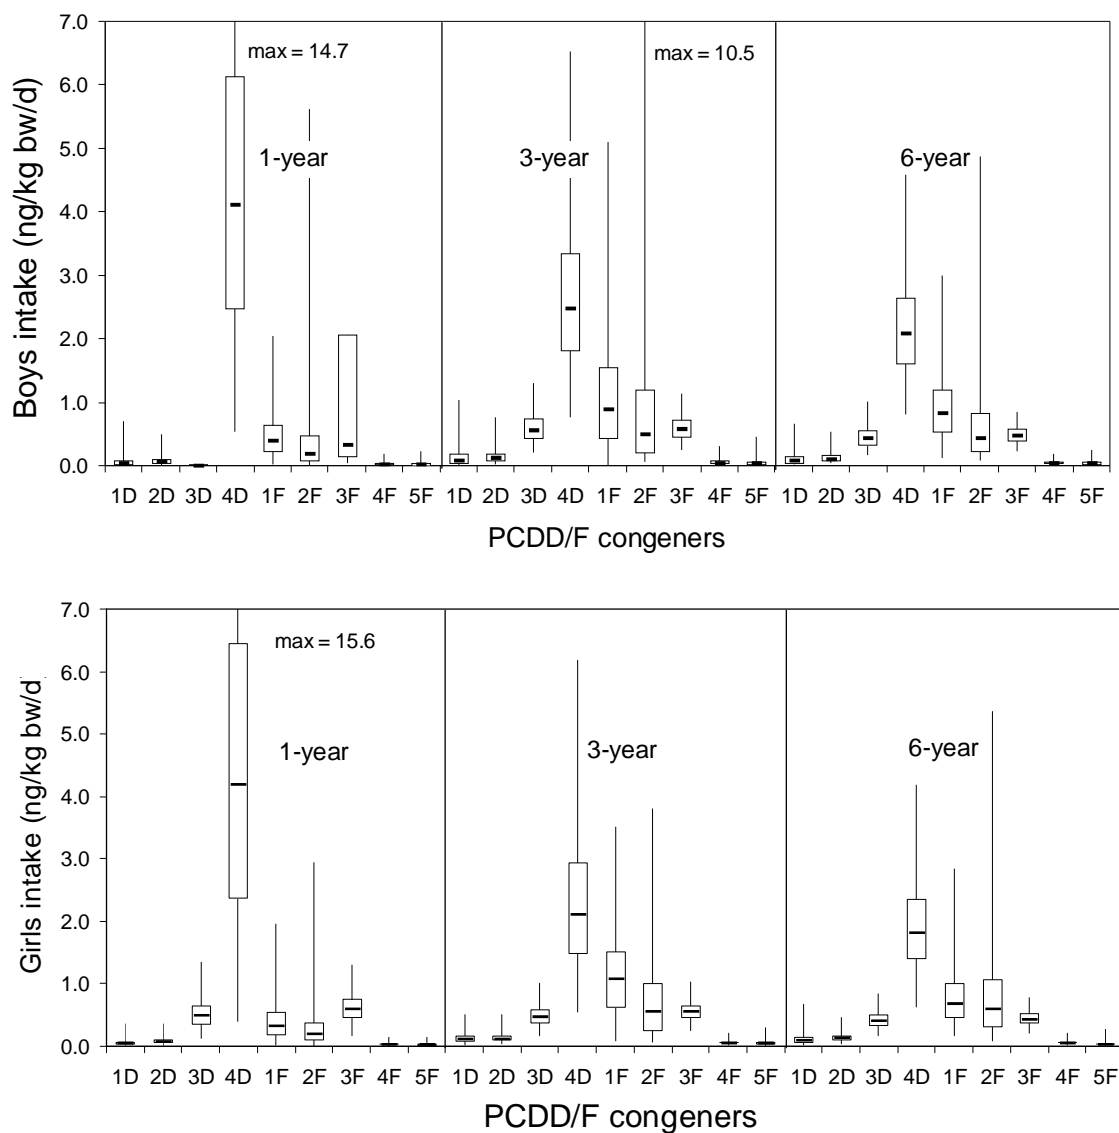 7.0
max = 14.7
max = 10.5
6.0
5.0
1-year
3-year
6-year
4.0
3.0
2.0
1.0
0.0
Boys intake (ng/kg bw/d)
1D 2D 3D 4D 1F 2F 3F 4F 5F 1D 2D 3D 4D 1F 2F 3F 4F 5F 1D 2D 3D 4D 1F 2F 3F 4F 5F
PCDD/F congeners
7.0
max = 15.6
6.0
5.0
1-year
3-year
6-year
4.0
3.0
2.0
1.0
0.0
Girls intake (ng/kg bw/d)
1D 2D 3D 4D 1F 2F 3F 4F 5F 1D 2D 3D 4D 1F 2F 3F 4F 5F 1D 2D 3D 4D 1F 2F 3F 4F 5F
PCDD/F congeners